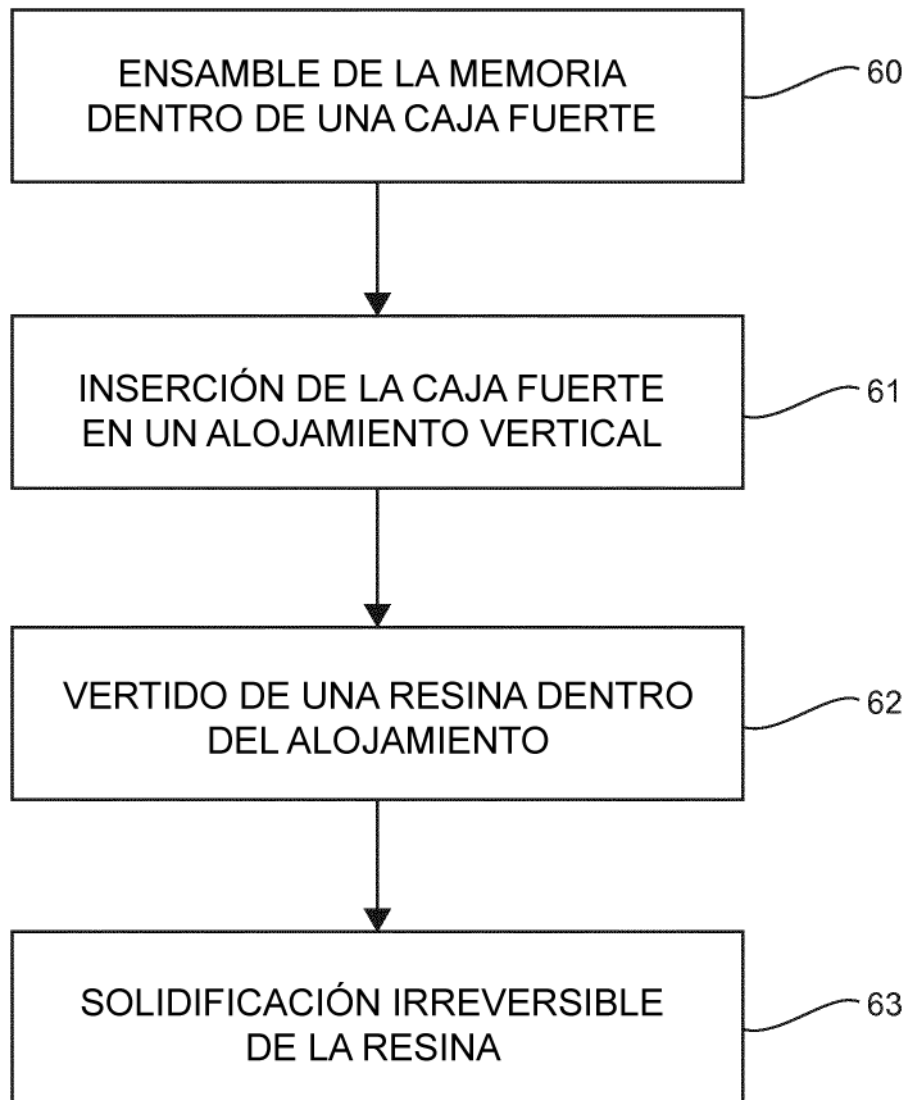 ENSAMBLE DE LA MEMORIA
DENTRO DE UNA CAJA FUERTE
60
INSERCIÓN DE LA CAJA FUERTE
EN UN ALOJAMIENTO VERTICAL
61
VERTIDO DE UNA RESINA DENTRO
DEL ALOJAMIENTO
62
SOLIDIFICACIÓN IRREVERSIBLE
DE LA RESINA
63